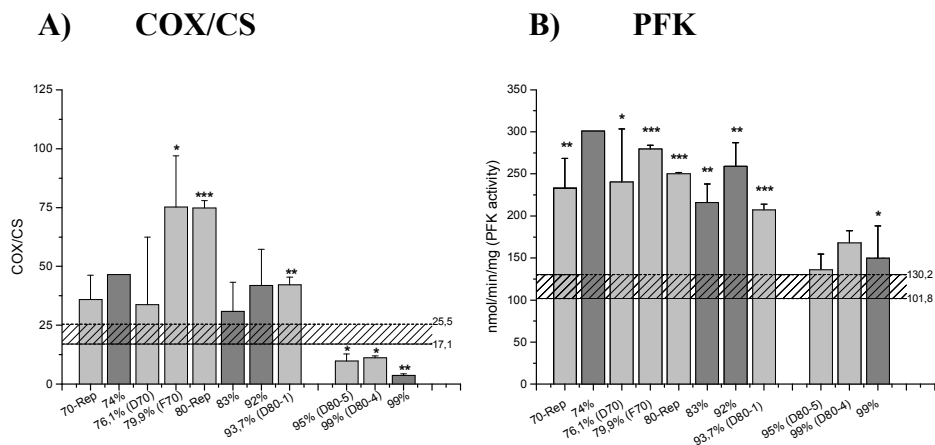 A) COX/CS
COX/CS
125
100
75
50
25
0
*
***
**
*
*
**
25,5
17,1
70-Rep
74%
76,1% (D70)
79,9% (F70)
80-Rep
83%
92%
93,7% (D80-1)
95% (D80-5)
99% (D80-4)
99%
B) PFK
nmol/min/mg (PFK activity)
350
300
250
200
150
100
50
0
**
*
***
***
**
**
***
*
130,2
101,8
70-Rep
74%
76,1% (D70)
79,9% (F70)
80-Rep
83%
92%
93,7% (D80-1)
95% (D80-5)
99% (D80-4)
99%